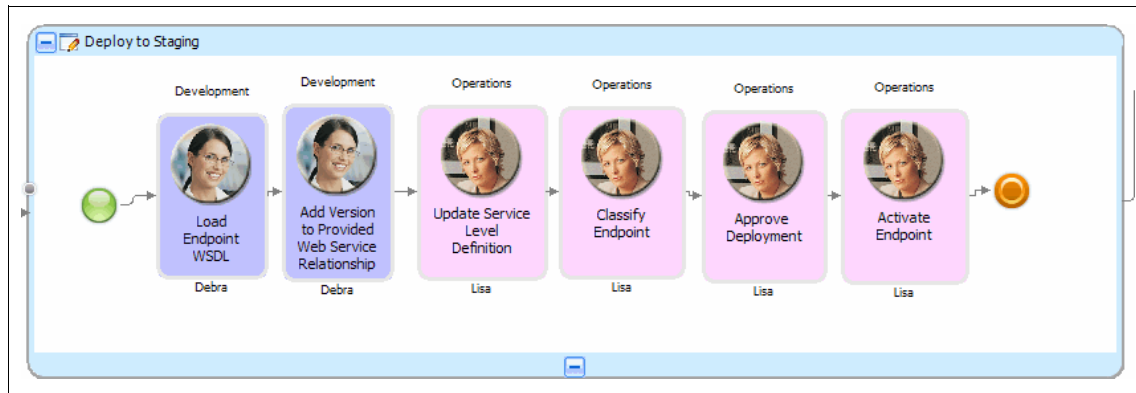 Deploy to Staging
Development
Development
Operations
Operations
Operations
Operations
Load
Endpoint
WSDL
Add Version
to Provided
Web Service
Relationship
Update Service
Level
Definition
Classify
Endpoint
Approve
Deployment
Activate
Endpoint
Debra
Debra
Lisa
Lisa
Lisa
Lisa